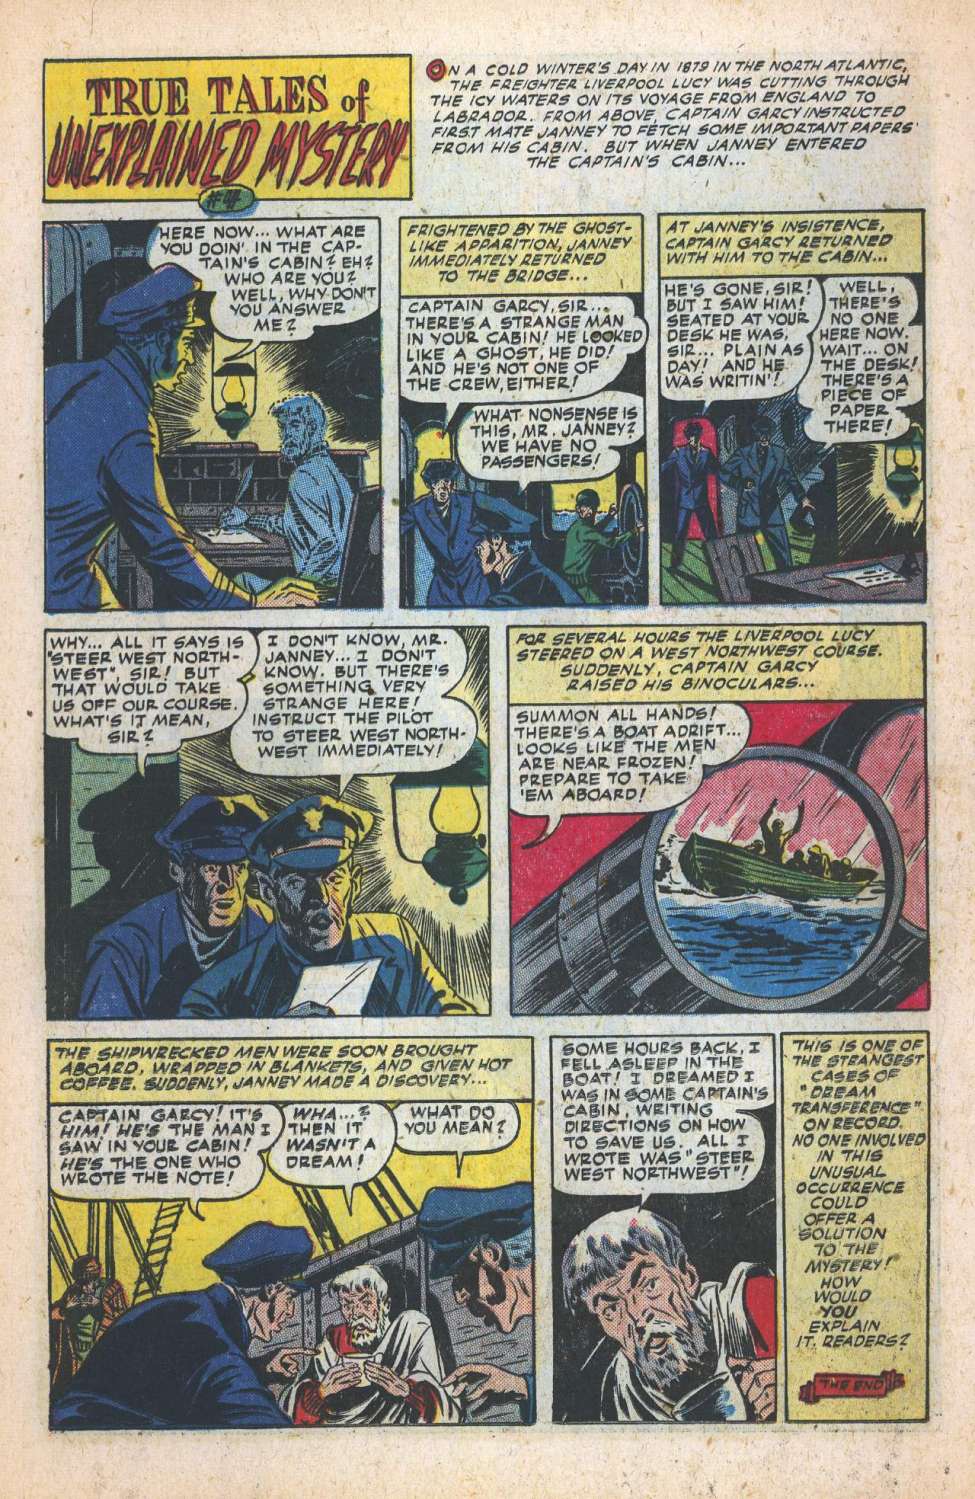 TRUE TALES of
UNEXPLAINED MYSTERY
#44
ON A COLD WINTER'S DAY IN 1879 IN THE NORTH ATLANTIC,
THE FREIGHTER LIVERPOOL LUCY WAS CUTTING THROUGH
THE ICY WATERS ON ITS VOYAGE FROM ENGLAND TO
LABRADOR. FROM ABOVE, CAPTAIN GARCY INSTRUCTED
FIRST MATE JANNEY TO FETCH SOME IMPORTANT PAPERS
FROM HIS CABIN. BUT WHEN JANNEY ENTERED
THE CAPTAIN'S CABIN...
HERE NOW... WHAT ARE
YOU DOIN' IN THE CAP-
TAIN'S CABIN? EH?
WHO ARE YOU?
WELL, WHY DON'T
YOU ANSWER
ME?
FRIGHTENED BY THE GHOST-
LIKE APPARITION, JANNEY
IMMEDIATELY RETURNED
TO THE BRIDGE...
CAPTAIN GARCY, SIR...
THERE'S A STRANGE MAN
IN YOUR CABIN! HE LOOKED
LIKE A GHOST, HE DID!
AND HE'S NOT ONE OF
THE CREW, EITHER!
WHAT NONSENSE IS
THIS, MR. JANNEY?
WE HAVE NO
PASSENGERS!
AT JANNEY'S INSISTENCE,
CAPTAIN GARCY RETURNED
WITH HIM TO THE CABIN...
HE'S GONE, SIR!
BUT I SAW HIM!
SEATED AT YOUR
DESK HE WAS,
SIR... PLAIN AS
DAY! AND HE
WAS WRITIN'!
WELL,
THERE'S
NO ONE
HERE NOW.
WAIT... ON
THE DESK!
THERE'S A
PIECE OF
PAPER
THERE!
WHY... ALL IT SAYS IS
"STEER WEST NORTH-
WEST", SIR! BUT
THAT WOULD TAKE
US OFF OUR COURSE.
WHAT'S IT MEAN,
SIR?
I DON'T KNOW, MR.
JANNEY... I DON'T
KNOW. BUT THERE'S
SOMETHING VERY
STRANGE HERE!
INSTRUCT THE PILOT
TO STEER WEST NORTH-
WEST IMMEDIATELY!
FOR SEVERAL HOURS THE LIVERPOOL LUCY
STEERED ON A WEST NORTHWEST COURSE.
SUDDENLY, CAPTAIN GARCY
RAISED HIS BINOCULARS...
SUMMON ALL HANDS!
THERE'S A BOAT ADRIFT...
LOOKS LIKE THE MEN
ARE NEAR FROZEN!
PREPARE TO TAKE
'EM ABOARD!
THE SHIPWRECKED MEN WERE SOON BROUGHT
ABOARD, WRAPPED IN BLANKETS, AND GIVEN HOT
COFFEE. SUDDENLY, JANNEY MADE A DISCOVERY...
CAPTAIN GARCY! IT'S
HIM! HE'S THE MAN I
SAW IN YOUR CABIN!
HE'S THE ONE WHO
WROTE THE NOTE!
WHA...?
THEN IT
WASN'T A
DREAM!
WHAT DO
YOU MEAN?
SOME HOURS BACK, I
FELL ASLEEP IN THE
BOAT! I DREAMED I
WAS IN SOME CAPTAIN'S
CABIN, WRITING
DIRECTIONS ON HOW
TO SAVE US. ALL I
WROTE WAS "STEER
WEST NORTHWEST"!
THIS IS ONE OF
THE STRANGEST
CASES OF
"DREAM
TRANSFERENCE"
ON RECORD.
NO ONE INVOLVED
IN THIS
UNUSUAL
OCCURRENCE
COULD
OFFER A
SOLUTION
TO THE
MYSTERY!
HOW
WOULD
YOU
EXPLAIN
IT, READERS?
THE END